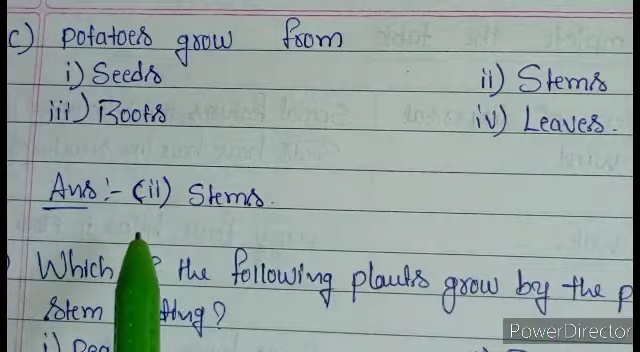 c) Potatoes grow from
i) Seeds ii) Stems
iii) Roots iv) Leaves.
Ans :- (ii) Stems.
Which the following plants grow by the
Stem
i)
PowerDirector